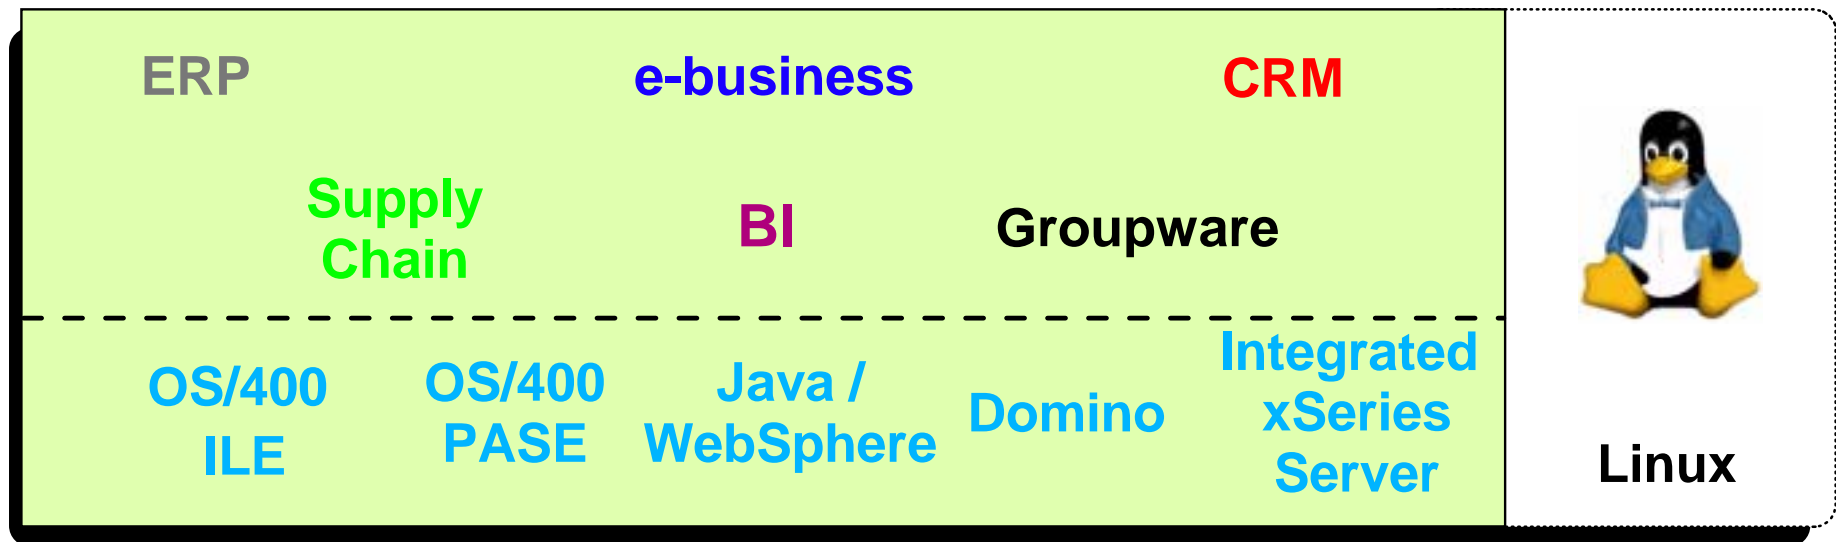 ERP
e-business
CRM
Supply
Chain
BI
Groupware
OS/400
ILE
OS/400
PASE
Java /
WebSphere
Domino
Integrated
xSeries
Server
Linux